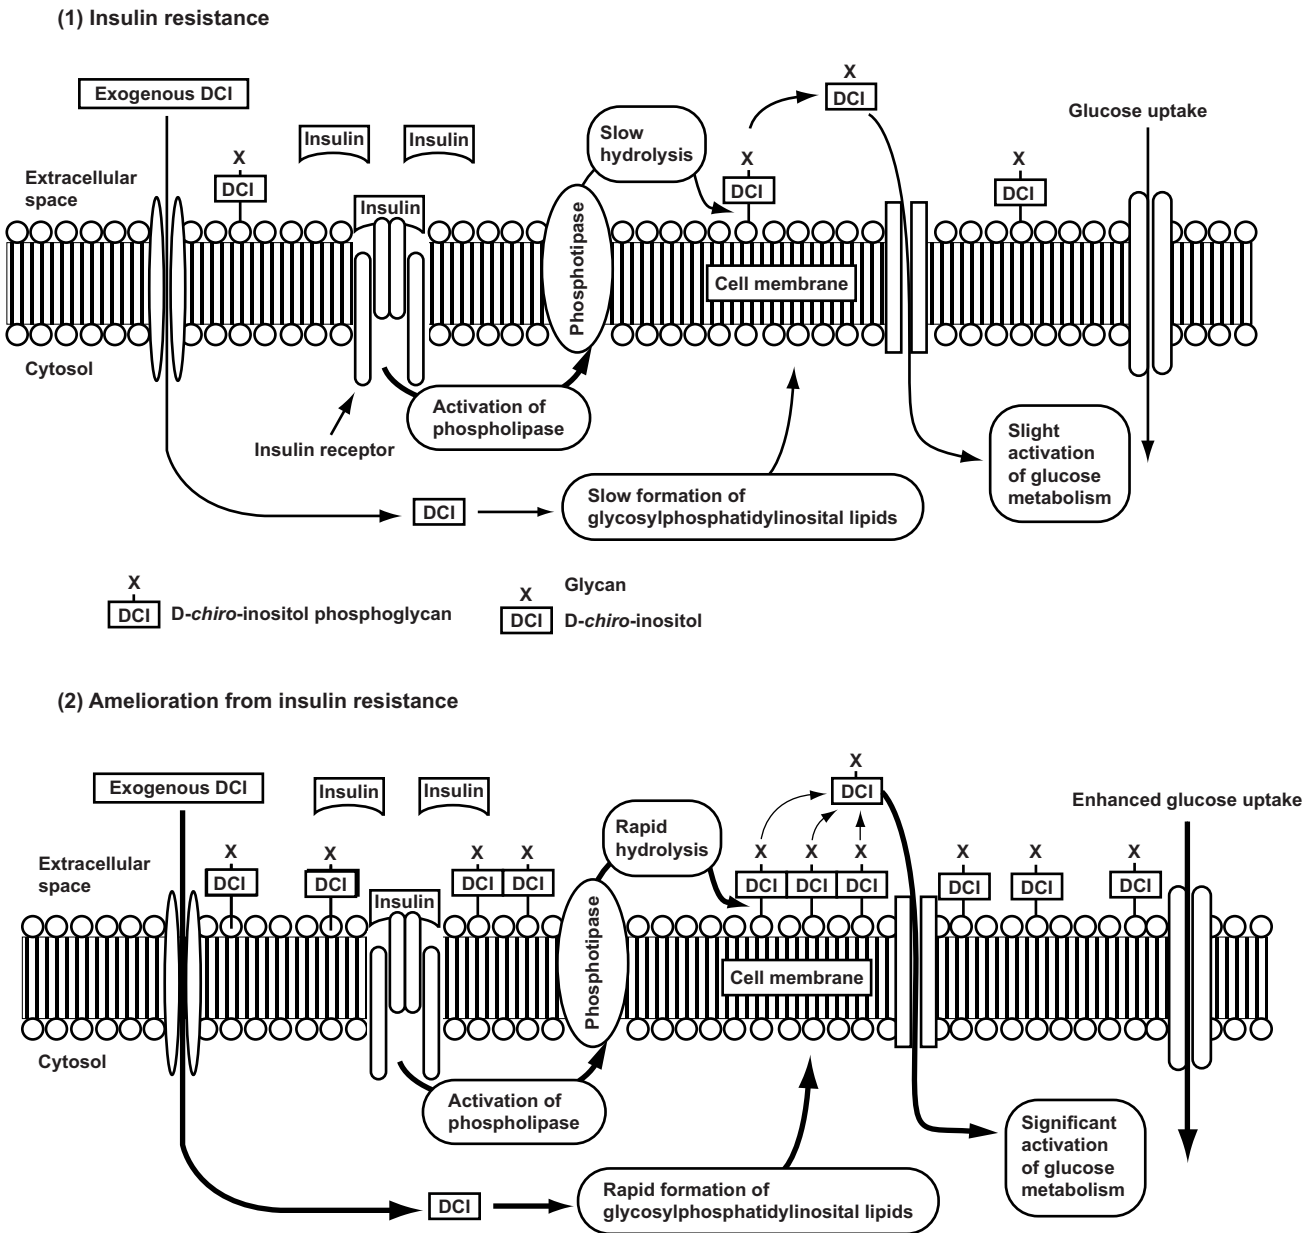 (1) Insulin resistance
Exogenous DCI
X
DCI
Insulin
Insulin
Slow
hydrolysis
X
DCI
X
DCI
X
DCI
Glucose uptake
Extracellular
space
Insulin
Phosphotipase
Cell membrane
Cytosol
Insulin receptor
Activation of
phospholipase
DCI
Slow formation of
glycosylphosphatidylinosital lipids
Slight
activation
of glucose
metabolism
X
DCI
D-chiro-inositol phosphoglycan
X
Glycan
DCI
D-chiro-inositol
(2) Amelioration from insulin resistance
Exogenous DCI
Insulin
Insulin
Rapid
hydrolysis
X
DCI
Enhanced glucose uptake
Extracellular
space
X
DCI
X
DCI
X
DCI
X
DCI
X
DCI
X
DCI
X
DCI
X
DCI
X
DCI
X
DCI
Insulin
Phosphotipase
Cell membrane
Cytosol
Activation of
phospholipase
DCI
Rapid formation of
glycosylphosphatidylinosital lipids
Significant
activation
of glucose
metabolism